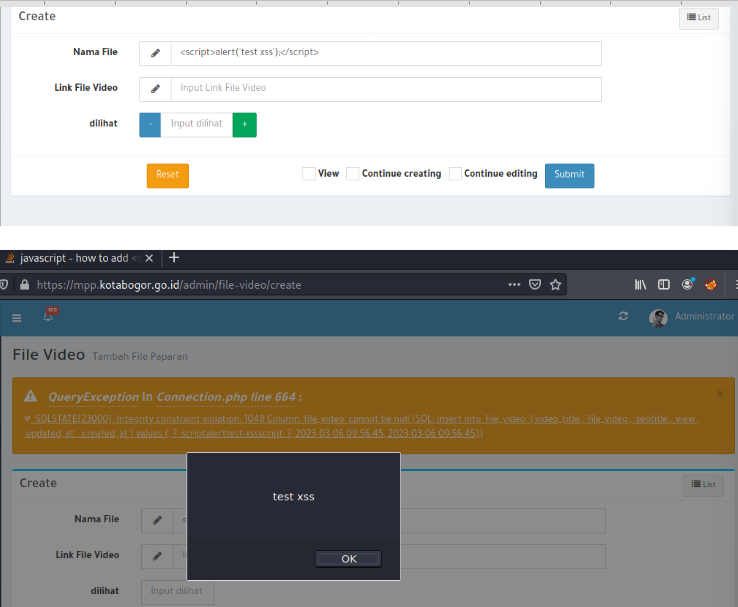 Create
List
Nama File
<script>alert('test xss');</script>
Link File Video
Input Link File Video
dilihat
-
Input dilihat
+
Reset
View
Continue creating
Continue editing
Submit
javascript - how to add <
https://mpp.kotabogor.go.id/admin/file-video/create
Administrator
File Video Tambah File Paparan
QueryException In Connection.php line 664 :
SQLSTATE[23000]: Integrity constraint violation: 1048 Column 'file_video' cannot be null (SQL: insert into `file_video` (`video_title`, `file_video`, `seotitle`, `view`,
`updated_at`, `created_at`) values (, ?, scriptalerttest-xssscript, ?, 2023-03-06 09:56:45, 2023-03-06 09:56:45))
Create
List
test xss
OK
Nama File
<
Link File Video
dilihat
Input dilihat